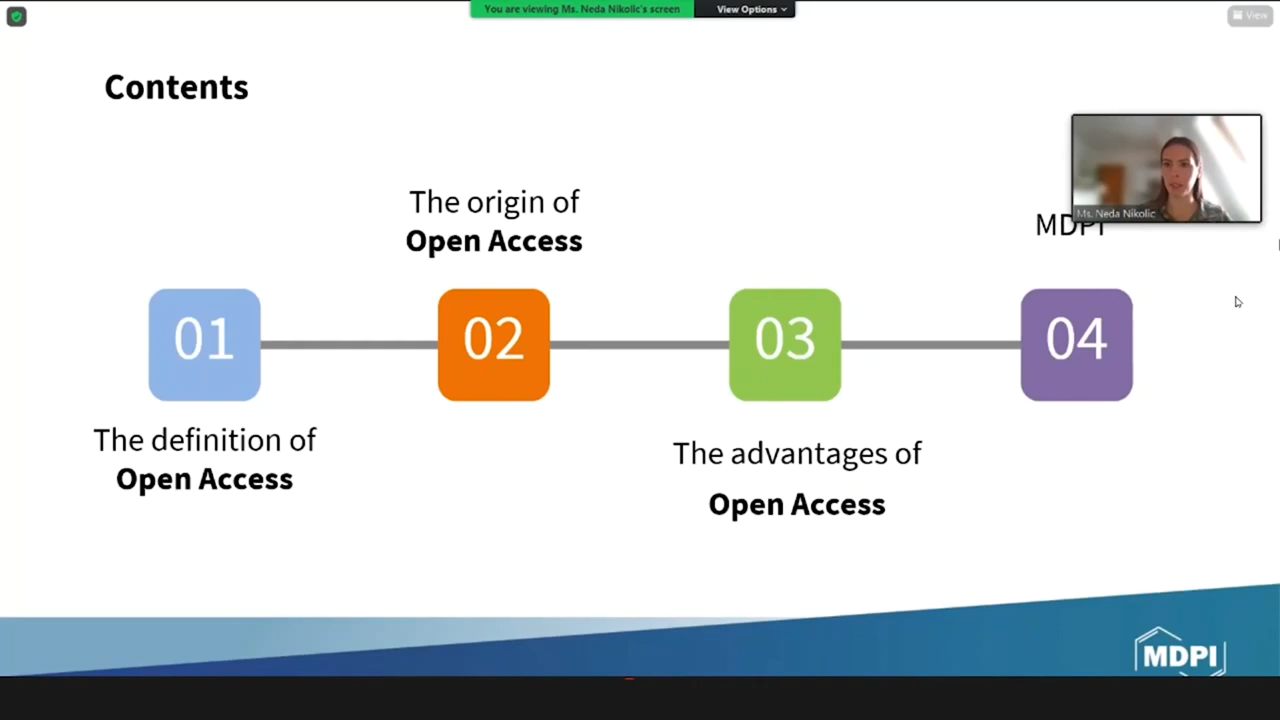 You are viewing Ms. Neda Nikolic's screen
View Options
View
Contents
The origin of
Open Access
Ms. Neda Nikolic
MDPI
01
02
03
04
The definition of
Open Access
The advantages of
Open Access
MDPI